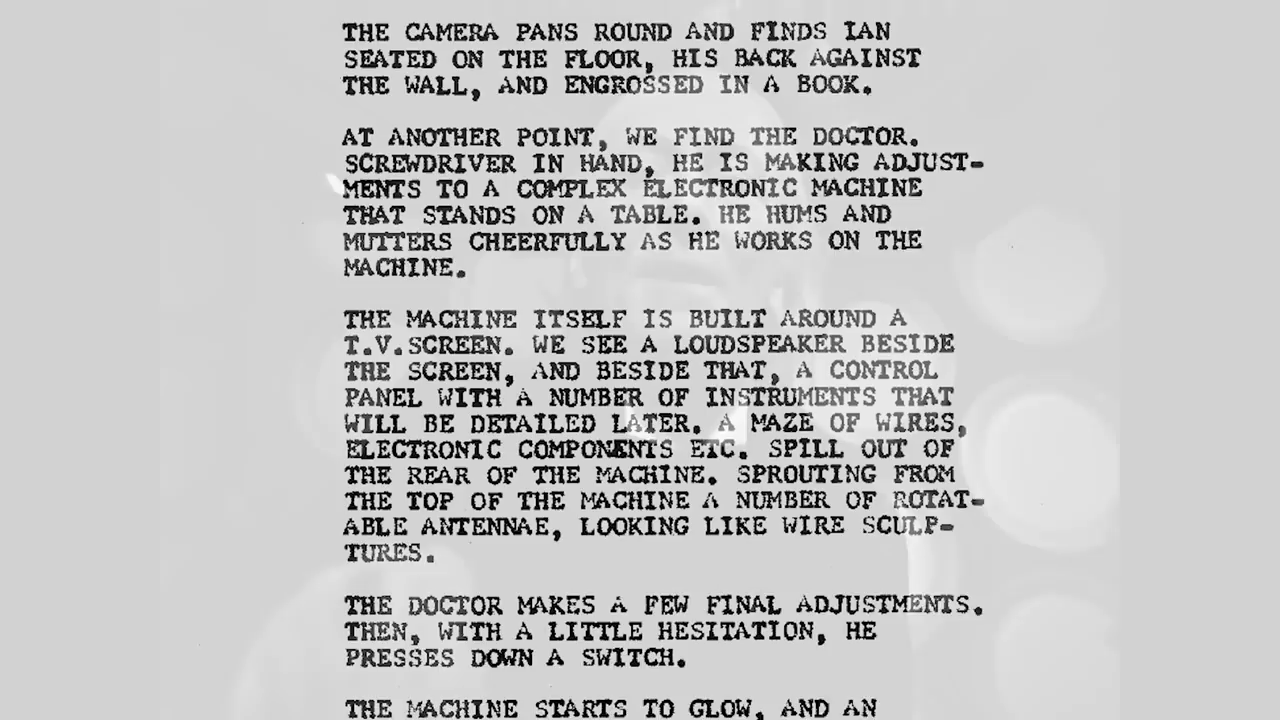 THE CAMERA PANS ROUND AND FINDS IAN
SEATED ON THE FLOOR, HIS BACK AGAINST
THE WALL, AND ENGROSSED IN A BOOK.
AT ANOTHER POINT, WE FIND THE DOCTOR.
SCREWDRIVER IN HAND, HE IS MAKING ADJUST-
MENTS TO A COMPLEX ELECTRONIC MACHINE
THAT STANDS ON A TABLE. HE HUMS AND
MUTTERS CHEERFULLY AS HE WORKS ON THE
MACHINE.
THE MACHINE ITSELF IS BUILT AROUND A
T.V.SCREEN. WE SEE A LOUDSPEAKER BESIDE
THE SCREEN, AND BESIDE THAT, A CONTROL
PANEL WITH A NUMBER OF INSTRUMENTS THAT
WILL BE DETAILED LATER. A MAZE OF WIRES,
ELECTRONIC COMPONENTS ETC. SPILL OUT OF
THE REAR OF THE MACHINE. SPROUTING FROM
THE TOP OF THE MACHINE A NUMBER OF ROTAT-
ABLE ANTENNAE, LOOKING LIKE WIRE SCULP-
TURES.
THE DOCTOR MAKES A FEW FINAL ADJUSTMENTS.
THEN, WITH A LITTLE HESITATION, HE
PRESSES DOWN A SWITCH.
THE MACHINE STARTS TO GLOW, AND AN